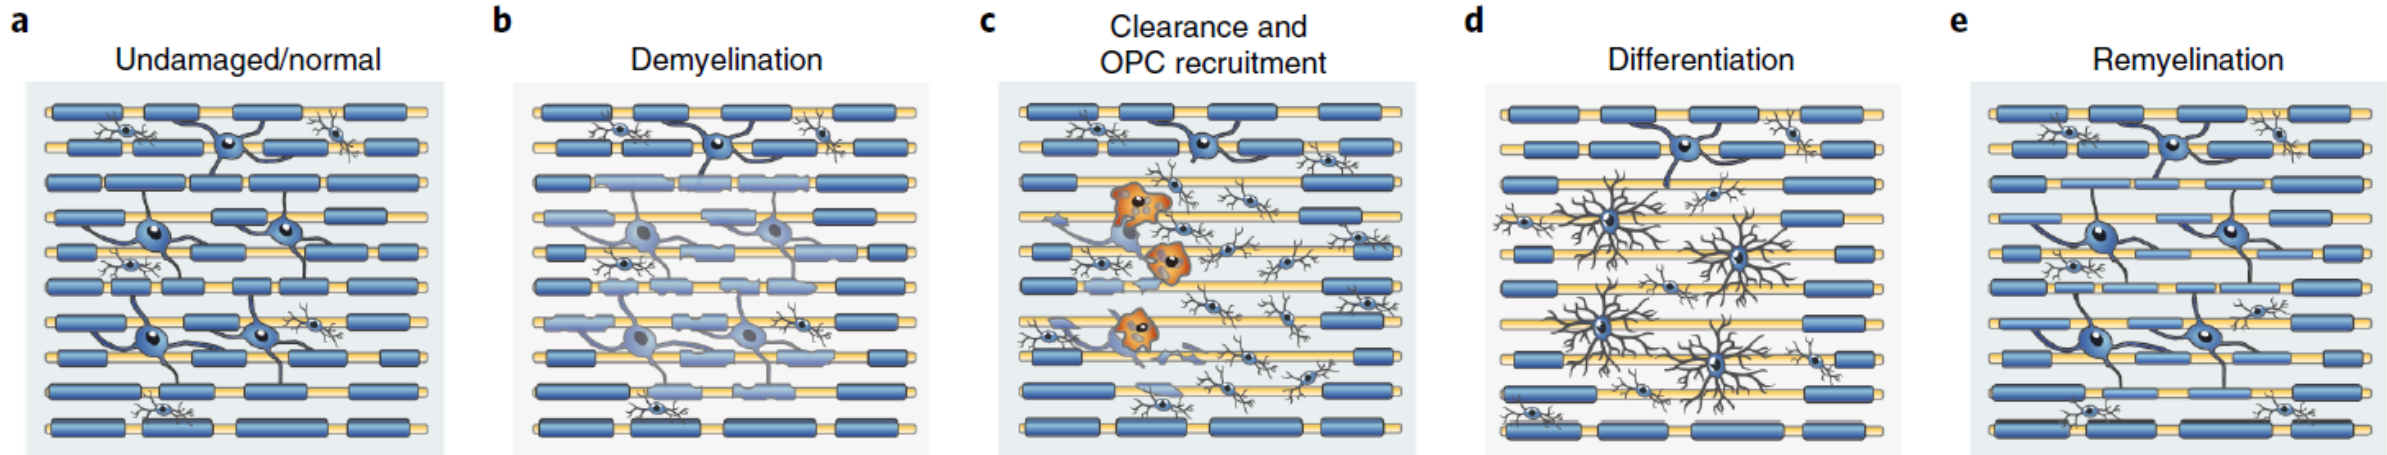 a
Undamaged/normal
b
Demyelination
c
Clearance and
OPC recruitment
d
Differentiation
e
Remyelination